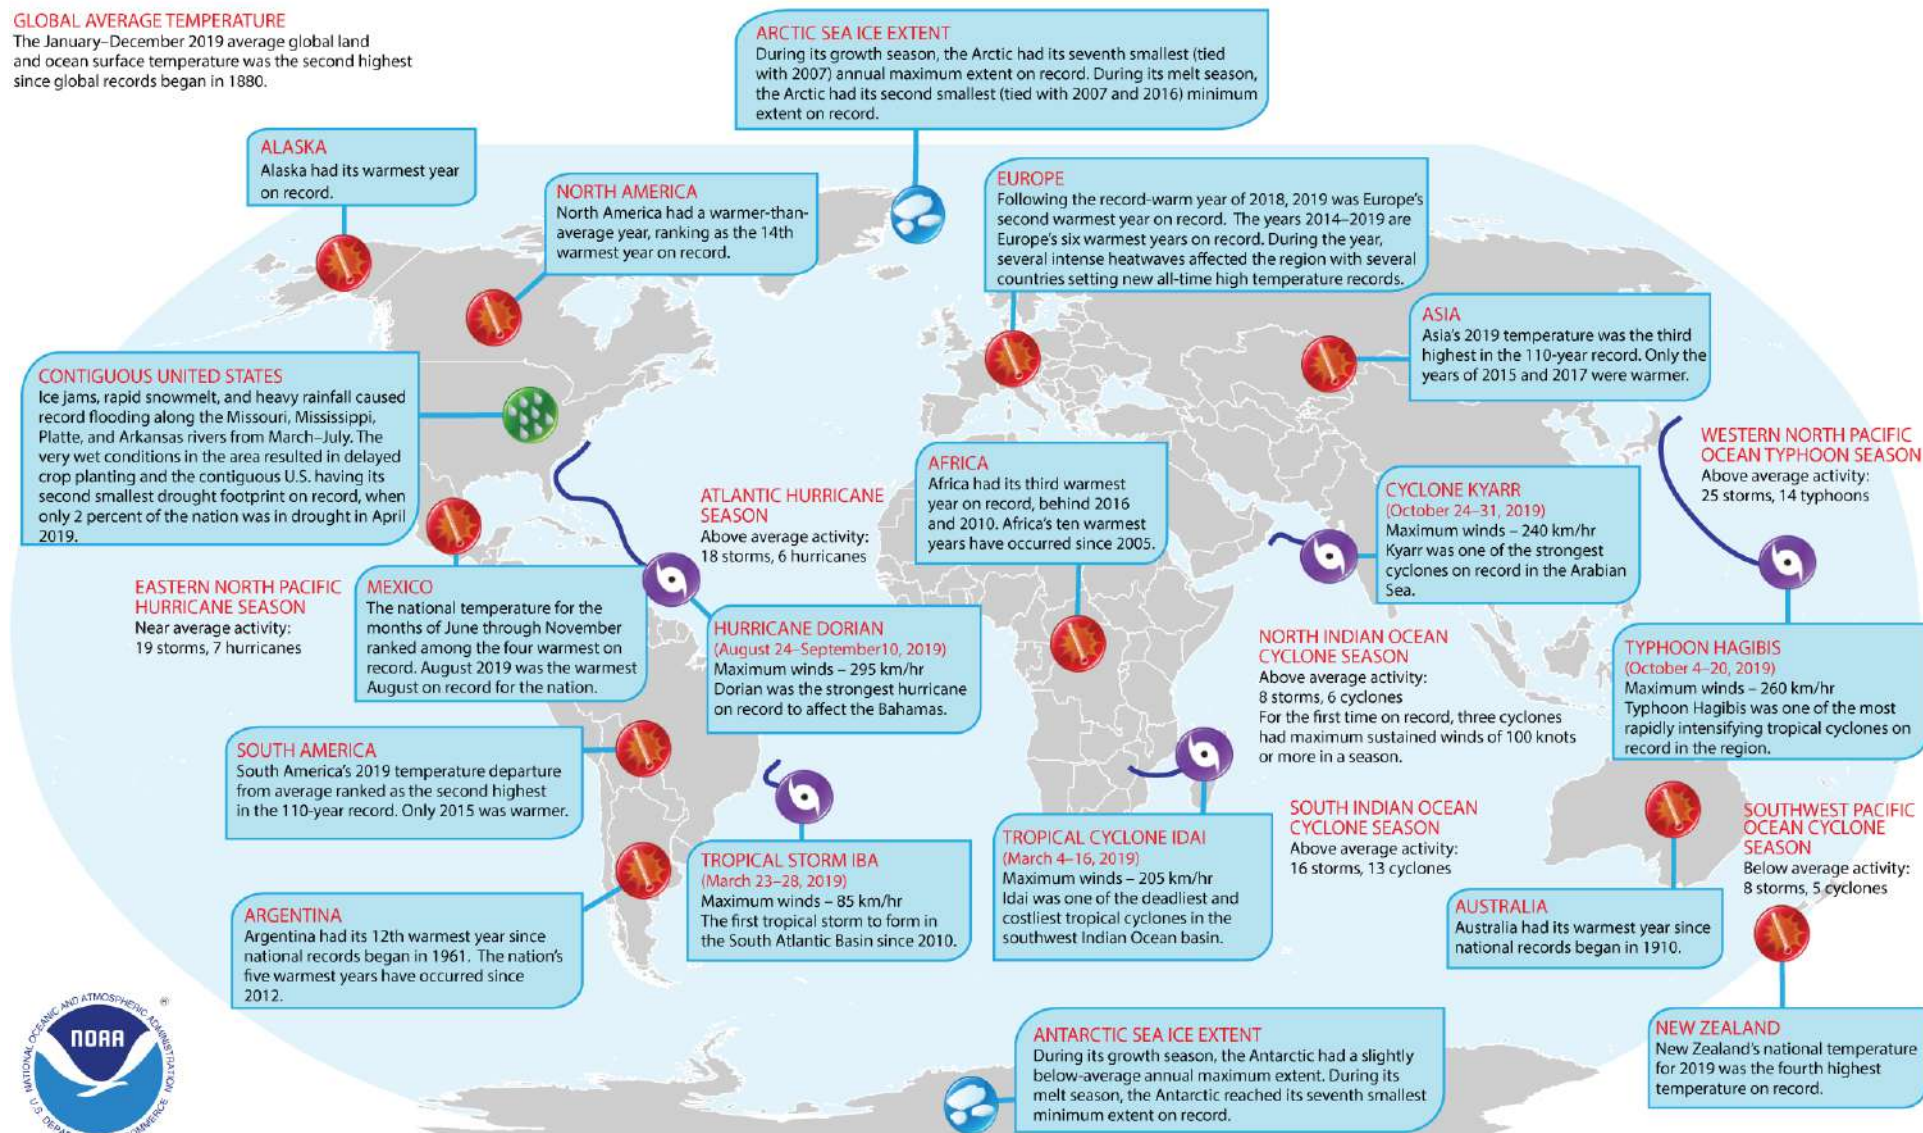 GLOBAL AVERAGE TEMPERATURE
The January–December 2019 average global land
and ocean surface temperature was the second highest
since global records began in 1880.
ARCTIC SEA ICE EXTENT
During its growth season, the Arctic had its seventh smallest (tied
with 2007) annual maximum extent on record. During its melt season,
the Arctic had its second smallest (tied with 2007 and 2016) minimum
extent on record.
ALASKA
Alaska had its warmest year
on record.
NORTH AMERICA
North America had a warmer-than-
average year, ranking as the 14th
warmest year on record.
EUROPE
Following the record-warm year of 2018, 2019 was Europe's
second warmest year on record. The years 2014–2019 are
Europe's six warmest years on record. During the year,
several intense heatwaves affected the region with several
countries setting new all-time high temperature records.
ASIA
Asia's 2019 temperature was the third
highest in the 110-year record. Only the
years of 2015 and 2017 were warmer.
CONTIGUOUS UNITED STATES
Ice jams, rapid snowmelt, and heavy rainfall caused
record flooding along the Missouri, Mississippi,
Platte, and Arkansas rivers from March–July. The
very wet conditions in the area resulted in delayed
crop planting and the contiguous U.S. having its
second smallest drought footprint on record, when
only 2 percent of the nation was in drought in April
2019.
ATLANTIC HURRICANE
SEASON
Above average activity:
18 storms, 6 hurricanes
AFRICA
Africa had its third warmest
year on record, behind 2016
and 2010. Africa's ten warmest
years have occurred since 2005.
CYCLONE KYARR
(October 24–31, 2019)
Maximum winds – 240 km/hr
Kyarr was one of the strongest
cyclones on record in the Arabian
Sea.
WESTERN NORTH PACIFIC
OCEAN TYPHOON SEASON
Above average activity:
25 storms, 14 typhoons
EASTERN NORTH PACIFIC
HURRICANE SEASON
Near average activity:
19 storms, 7 hurricanes
MEXICO
The national temperature for the
months of June through November
ranked among the four warmest on
record. August 2019 was the warmest
August on record for the nation.
HURRICANE DORIAN
(August 24–September10, 2019)
Maximum winds – 295 km/hr
Dorian was the strongest hurricane
on record to affect the Bahamas.
NORTH INDIAN OCEAN
CYCLONE SEASON
Above average activity:
8 storms, 6 cyclones
For the first time on record, three cyclones
had maximum sustained winds of 100 knots
or more in a season.
TYPHOON HAGIBIS
(October 4–20, 2019)
Maximum winds – 260 km/hr
Typhoon Hagibis was one of the most
rapidly intensifying tropical cyclones on
record in the region.
SOUTH AMERICA
South America's 2019 temperature departure
from average ranked as the second highest
in the 110-year record. Only 2015 was warmer.
TROPICAL STORM IBA
(March 23–28, 2019)
Maximum winds – 85 km/hr
The first tropical storm to form in
the South Atlantic Basin since 2010.
TROPICAL CYCLONE IDAI
(March 4–16, 2019)
Maximum winds – 205 km/hr
Idai was one of the deadliest and
costliest tropical cyclones in the
southwest Indian Ocean basin.
SOUTH INDIAN OCEAN
CYCLONE SEASON
Above average activity:
16 storms, 13 cyclones
SOUTHWEST PACIFIC
OCEAN CYCLONE
SEASON
Below average activity:
8 storms, 5 cyclones
ARGENTINA
Argentina had its 12th warmest year since
national records began in 1961. The nation's
five warmest years have occurred since
2012.
AUSTRALIA
Australia had its warmest year since
national records began in 1910.
ANTARCTIC SEA ICE EXTENT
During its growth season, the Antarctic had a slightly
below-average annual maximum extent. During its
melt season, the Antarctic reached its seventh smallest
minimum extent on record.
NEW ZEALAND
New Zealand's national temperature
for 2019 was the fourth highest
temperature on record.
NATIONAL OCEANIC AND ATMOSPHERIC ADMINISTRATION
®
NOAA